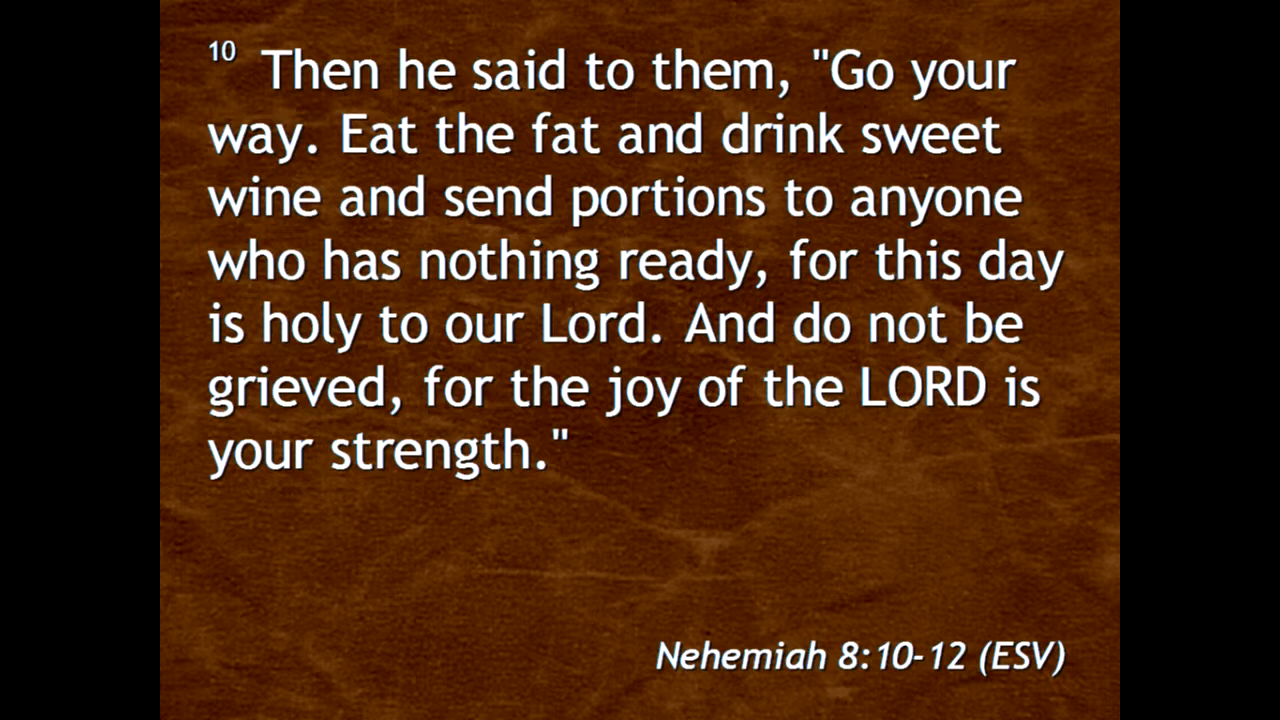 10 Then he said to them, "Go your
way. Eat the fat and drink sweet
wine and send portions to anyone
who has nothing ready, for this day
is holy to our Lord. And do not be
grieved, for the joy of the LORD is
your strength."
Nehemiah 8:10-12 (ESV)